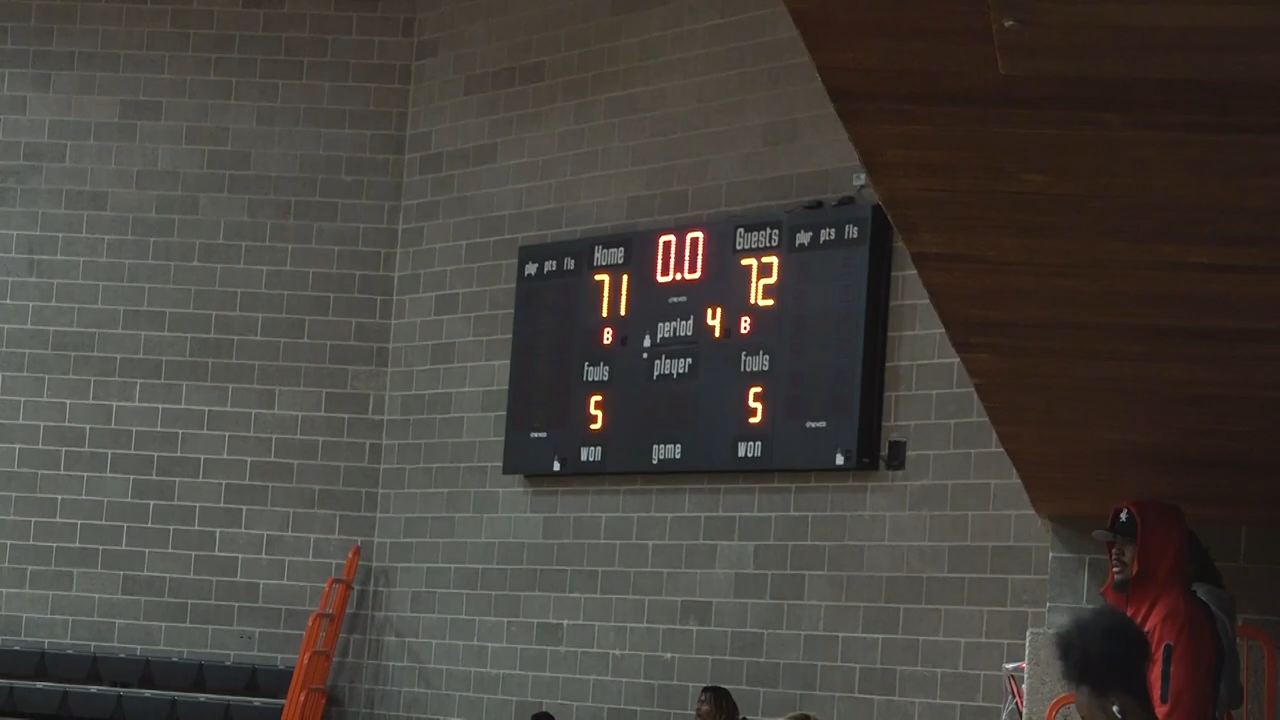 plyr pts fls Home 0.0 Guests plyr pts fls
71 72
B period 4 B
fouls player fouls
5 5
won game won